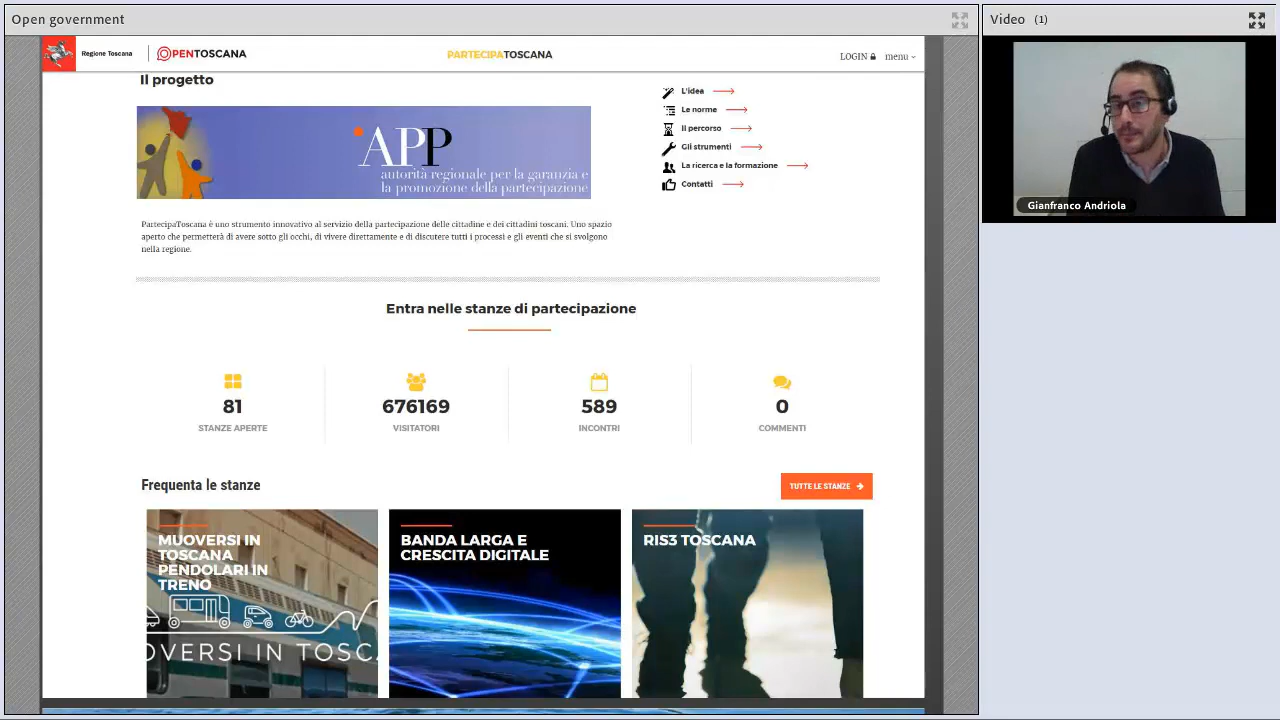 Open government
Video (1)
Regione Toscana
OPENTOSCANA
PARTECIPATOSCANA
LOGIN
menu
Il progetto
APP
autorità regionale per la garanzia e
la promozione della partecipazione
L'idea
Le norme
Il percorso
Gli strumenti
La ricerca e la formazione
Contatti
Gianfranco Andriola
PartecipaToscana è uno strumento innovativo al servizio della partecipazione delle cittadine e dei cittadini toscani. Uno spazio
aperto che permetterà di avere sotto gli occhi, di vivere direttamente e di discutere tutti i processi e gli eventi che si svolgono
nella regione.
Entra nelle stanze di partecipazione
81
STANZE APERTE
676169
VISITATORI
589
INCONTRI
0
COMMENTI
Frequenta le stanze
TUTTE LE STANZE
MUOVERSI IN
TOSCANA
PENDOLARI IN
TRENO
OVERSI IN TOSCA
BANDA LARGA E
CRESCITA DIGITALE
RIS3 TOSCANA